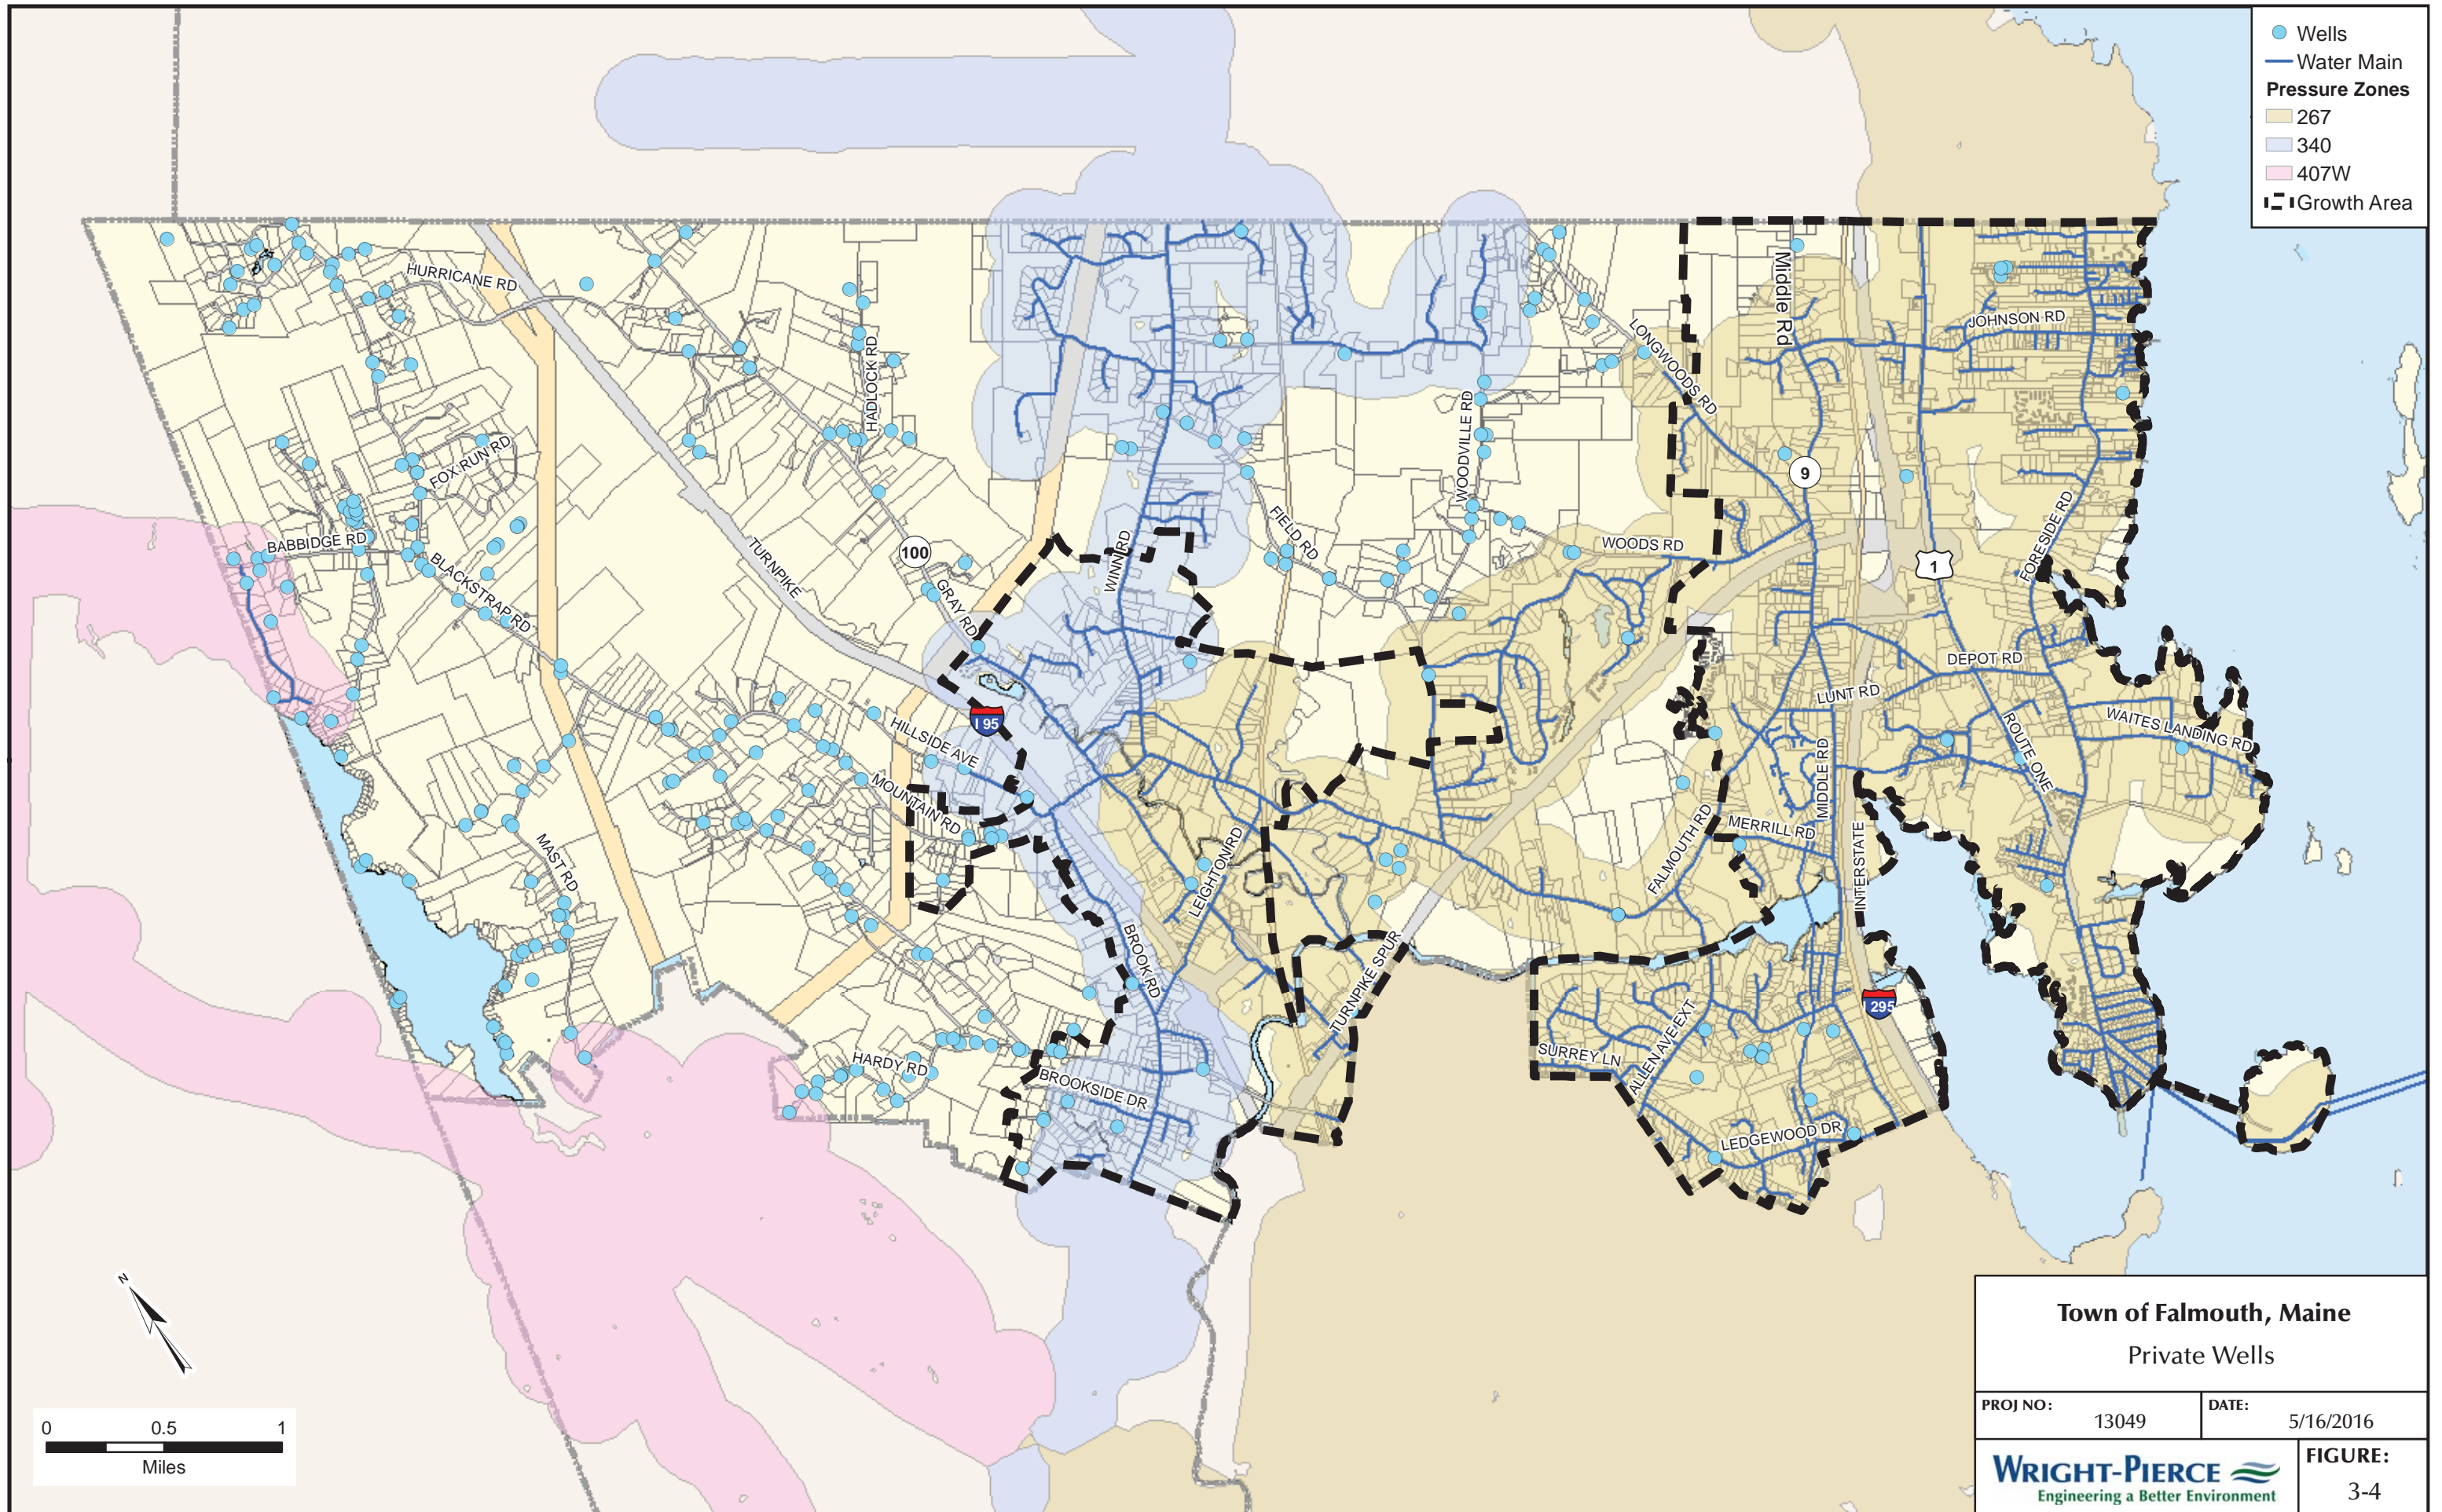 Wells
Water Main
Pressure Zones
267
340
407W
Growth Area
HURRICANE RD
HADLOCK RD
FOX RUN RD
BABBIDGE RD
BLACKSTRAP RD
TURNPIKE
100
GRAY RD
WINN RD
FIELD RD
WOODVILLE RD
LONGWOODS RD
Middle Rd
JOHNSON RD
9
WOODS RD
1
FORESIDE RD
DEPOT RD
LUNT RD
WAITES LANDING RD
ROUTE ONE
I 95
HILLSIDE AVE
MOUNTAIN RD
MAST RD
LEIGHTON RD
FALMOUTH RD
MERRILL RD
MIDDLE RD
INTERSTATE
BROOK RD
TURNPIKE SPUR
I 295
HARDY RD
BROOKSIDE DR
SURREY LN
ALLEN AVE EXT
LEDGEWOOD DR
N
0 0.5 1
Miles
Town of Falmouth, Maine
Private Wells
PROJ NO: 13049
DATE: 5/16/2016
WRIGHT-PIERCE
Engineering a Better Environment
FIGURE:
3-4